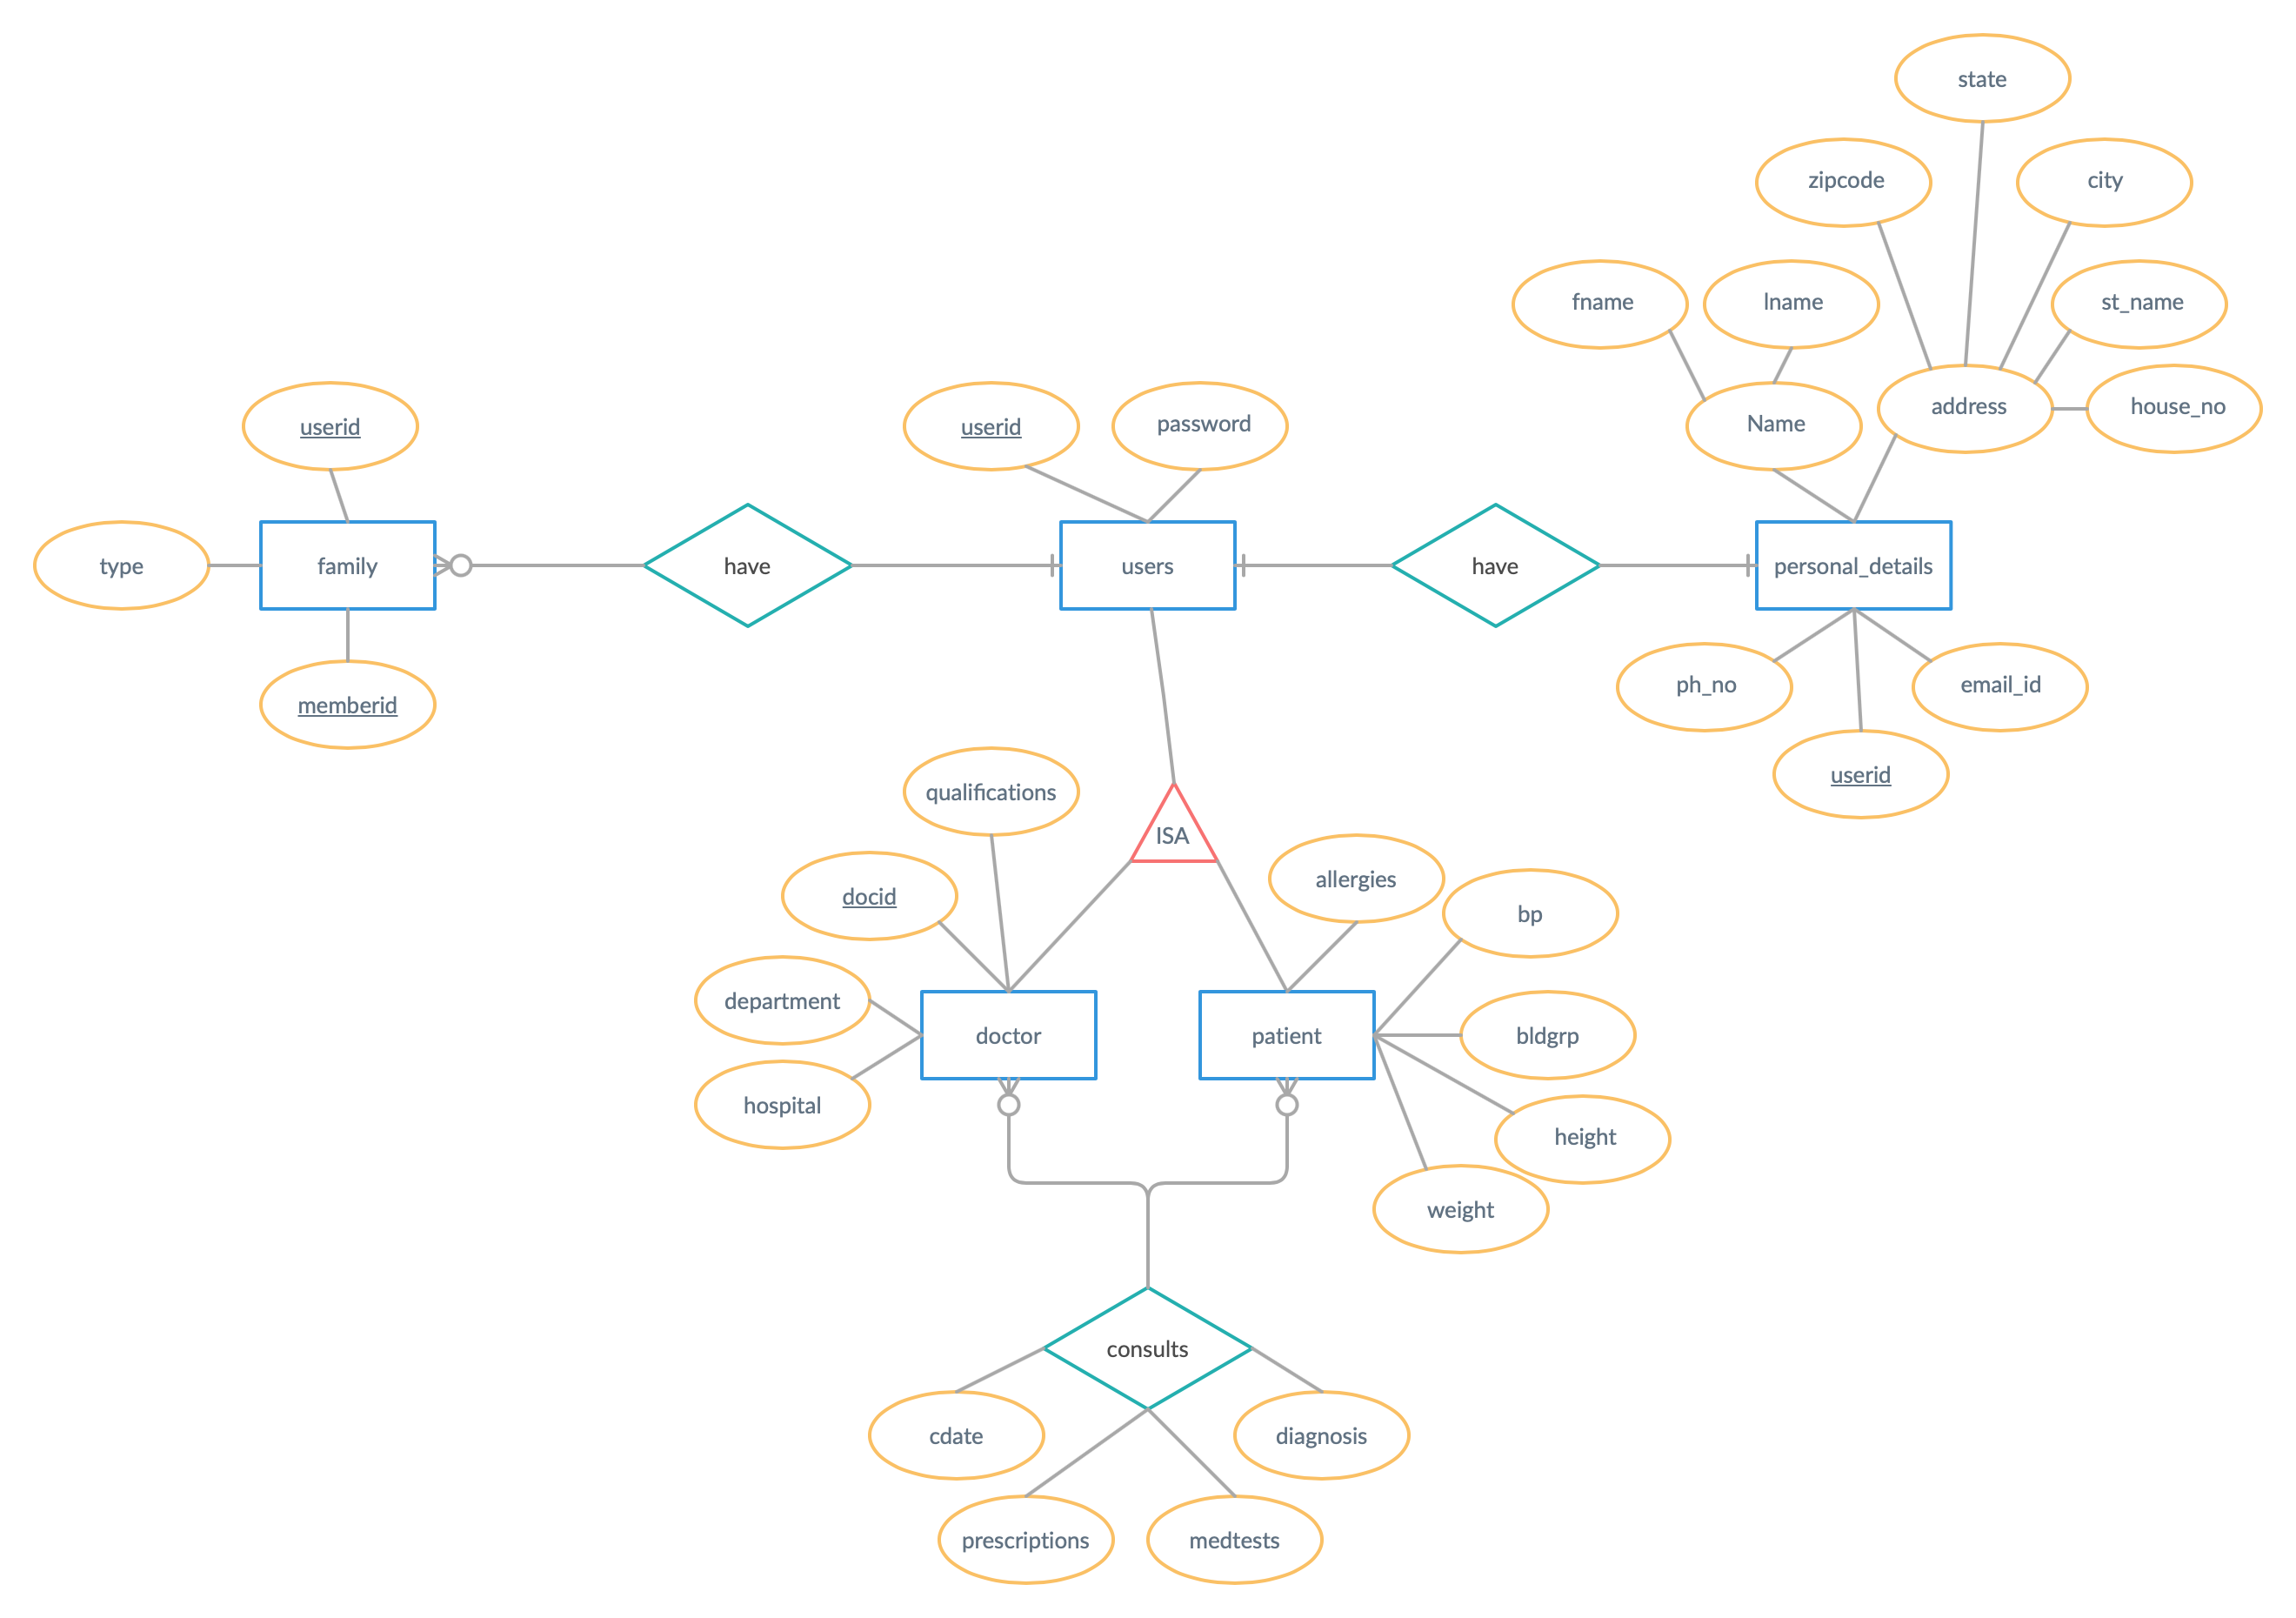 state
zipcode
city
fname
lname
st_name
userid
userid
password
Name
address
house_no
type
family
have
users
have
personal_details
memberid
ph_no
email_id
userid
qualifications
ISA
allergies
docid
bp
department
doctor
patient
bldgrp
hospital
height
weight
consults
cdate
diagnosis
prescriptions
medtests